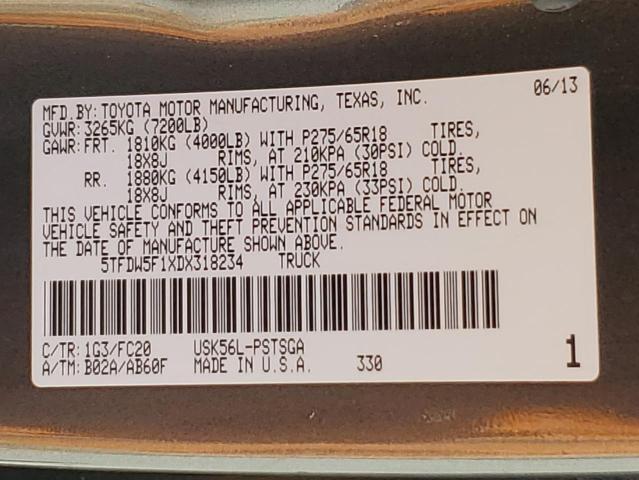 06/13
MFD.BY: TOYOTA MOTOR MANUFACTURING, TEXAS, INC.
GVWR: 3265KG (7200LB)
GAWR: FRT. 1810KG (4000LB) WITH P275/65R18 TIRES,
18X8J RIMS, AT 210KPA (30PSI) COLD.
RR. 1880KG (4150LB) WITH P275/65R18 TIRES,
18X8J RIMS, AT 230KPA (33PSI) COLD.
THIS VEHICLE CONFORMS TO ALL APPLICABLE FEDERAL MOTOR
VEHICLE SAFETY AND THEFT PREVENTION STANDARDS IN EFFECT ON
THE DATE OF MANUFACTURE SHOWN ABOVE.
5TFDW5F1XDX318234 TRUCK
C/TR: 1G3/FC20 USK56L-PSTSGA
A/TM: B02A/AB60F MADE IN U.S.A. 330
1